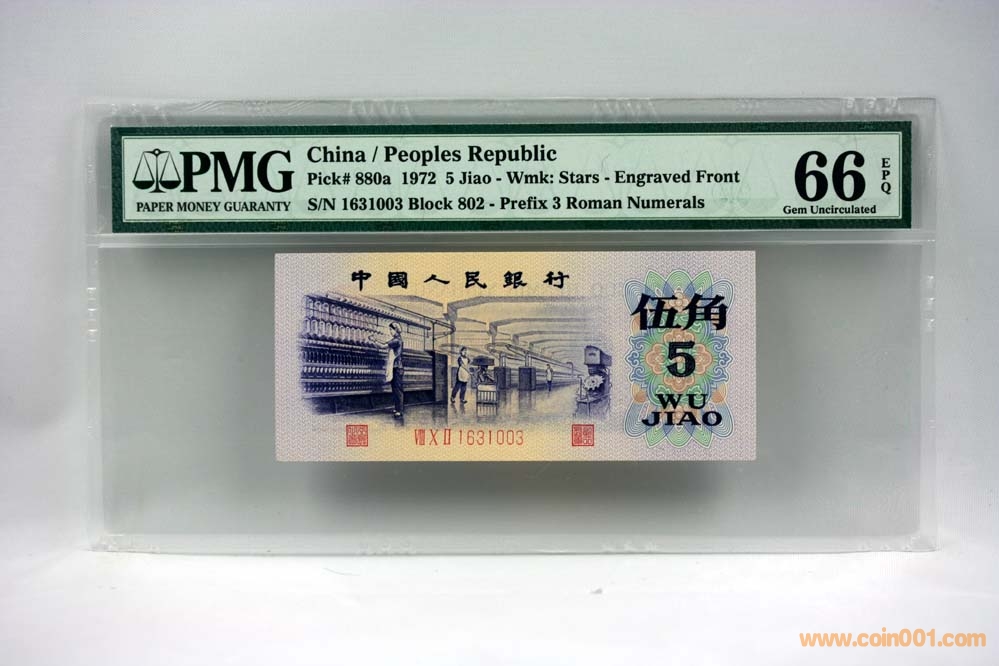 PMG
PAPER MONEY GUARANTY
China / Peoples Republic
Pick# 880a 1972 5 Jiao - Wmk: Stars - Engraved Front
S/N 1631003 Block 802 - Prefix 3 Roman Numerals
66 EPQ
Gem Uncirculated
中國人民銀行
伍角
5
WU
JIAO
VIII X II 1631003
www.coin001.com